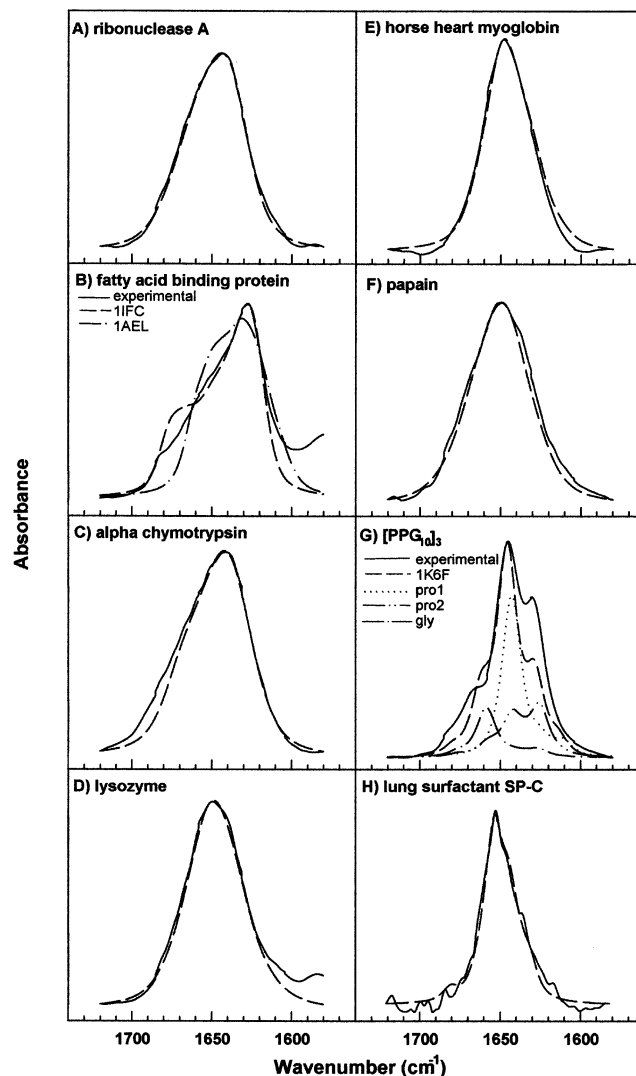 A) ribonuclease A
E) horse heart myoglobin
B) fatty acid binding protein
experimental
1IFC
1AEL
F) papain
C) alpha chymotrypsin
G) [PPG10]3
experimental
1K6F
pro1
pro2
gly
D) lysozyme
H) lung surfactant SP-C
Absorbance
1700 1650 1600
1700 1650 1600
Wavenumber (cm-1)